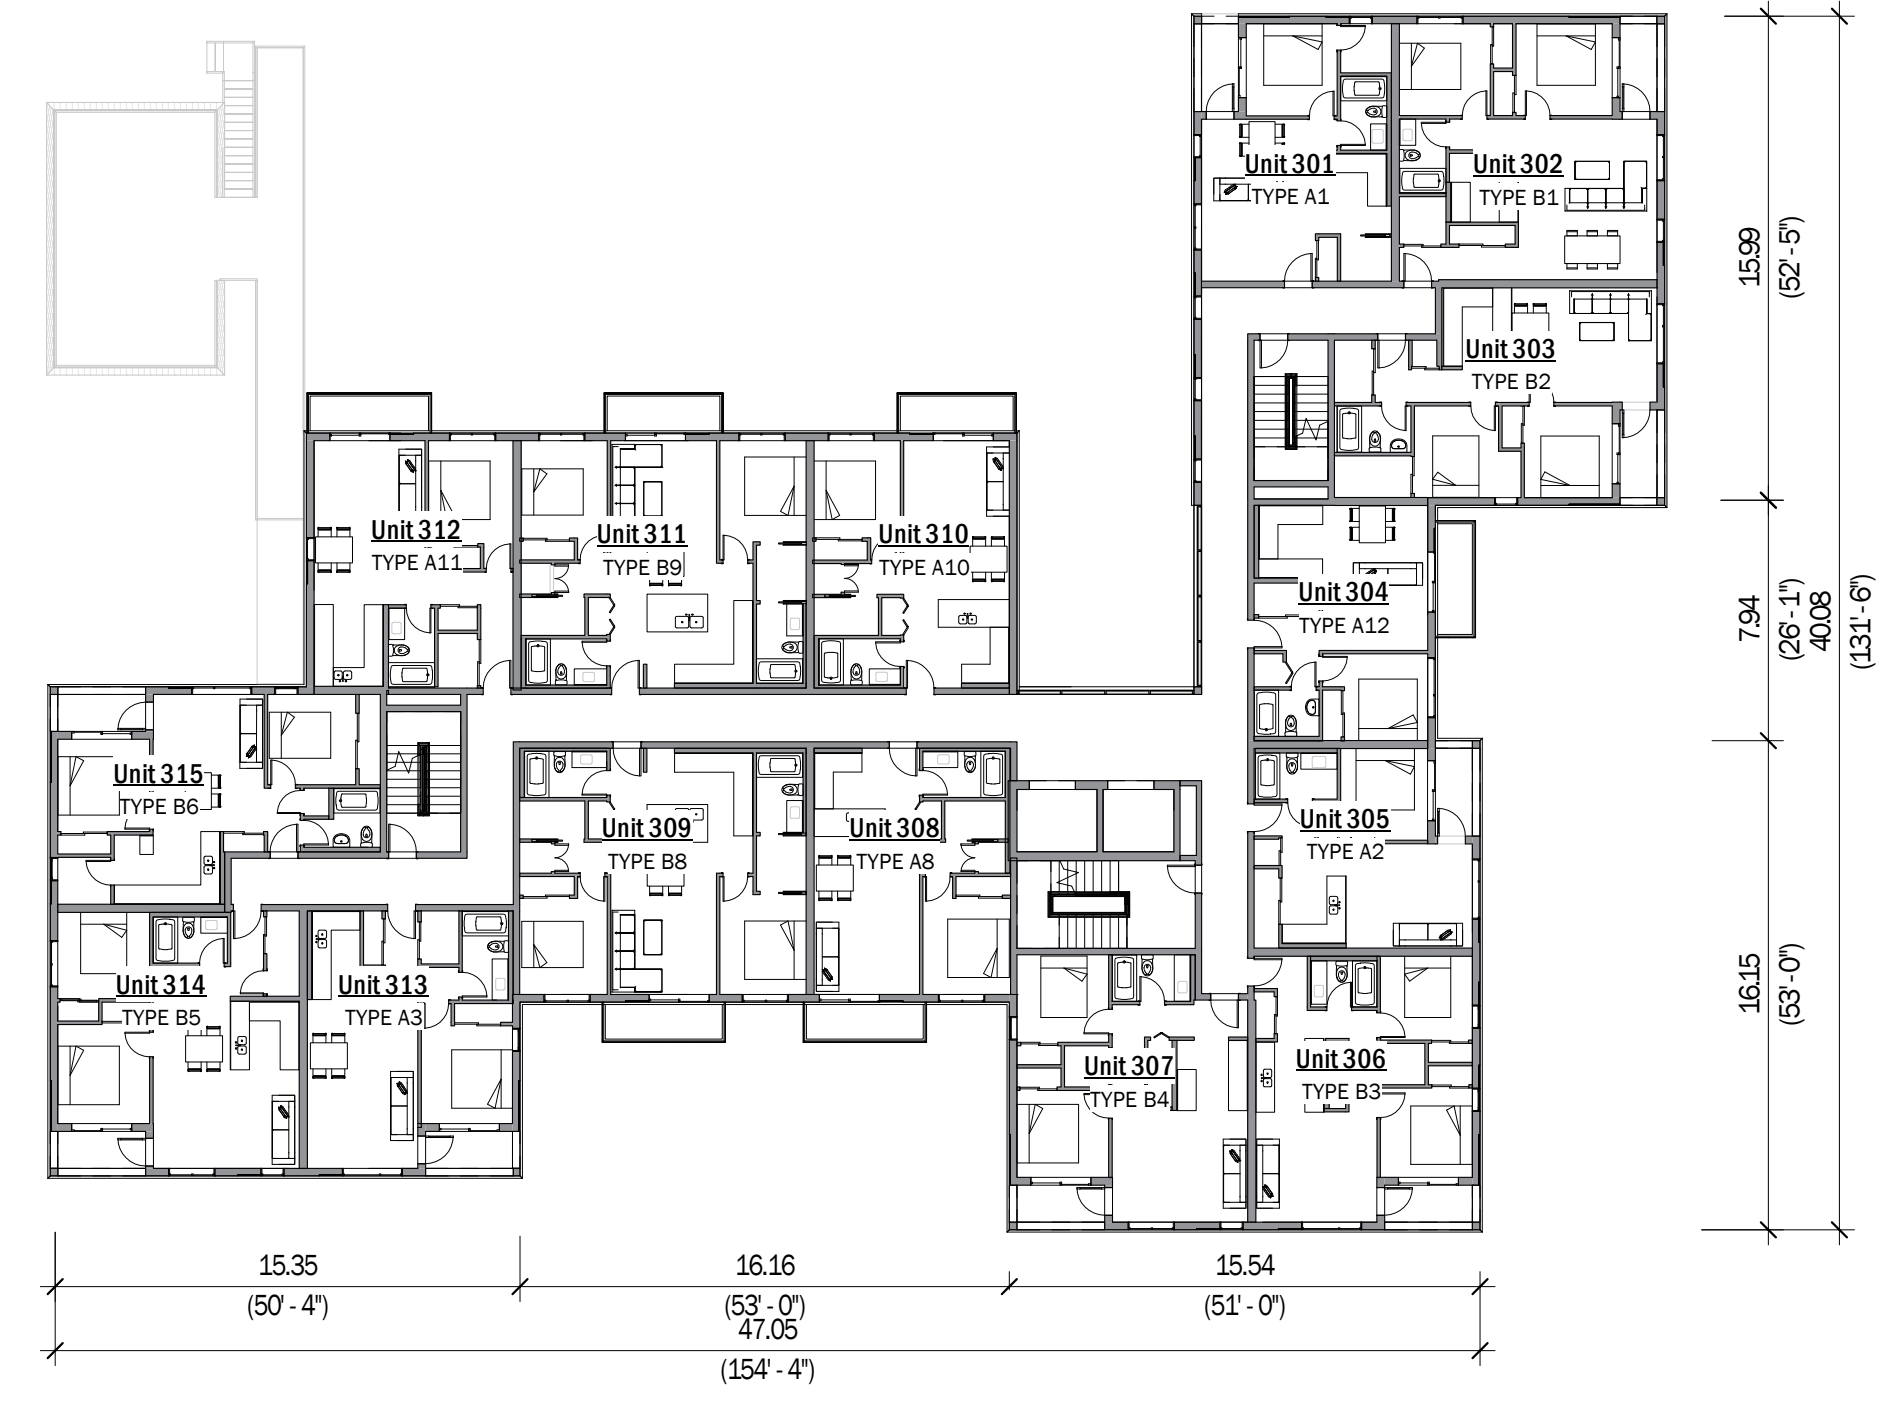 Unit 301
TYPE A1
Unit 302
TYPE B1
15.99
(52' - 5")
Unit 303
TYPE B2
Unit 312
TYPE A11
Unit 311
TYPE B9
Unit 310
TYPE A10
Unit 304
TYPE A12
7.94
(26' - 1")
40.08
(131' - 6")
Unit 315
TYPE B6
Unit 309
TYPE B8
Unit 308
TYPE A8
Unit 305
TYPE A2
Unit 314
TYPE B5
Unit 313
TYPE A3
16.15
(53' - 0")
Unit 307
TYPE B4
Unit 306
TYPE B3
15.35
(50' - 4")
16.16
(53' - 0")
15.54
(51' - 0")
47.05
(154' - 4")